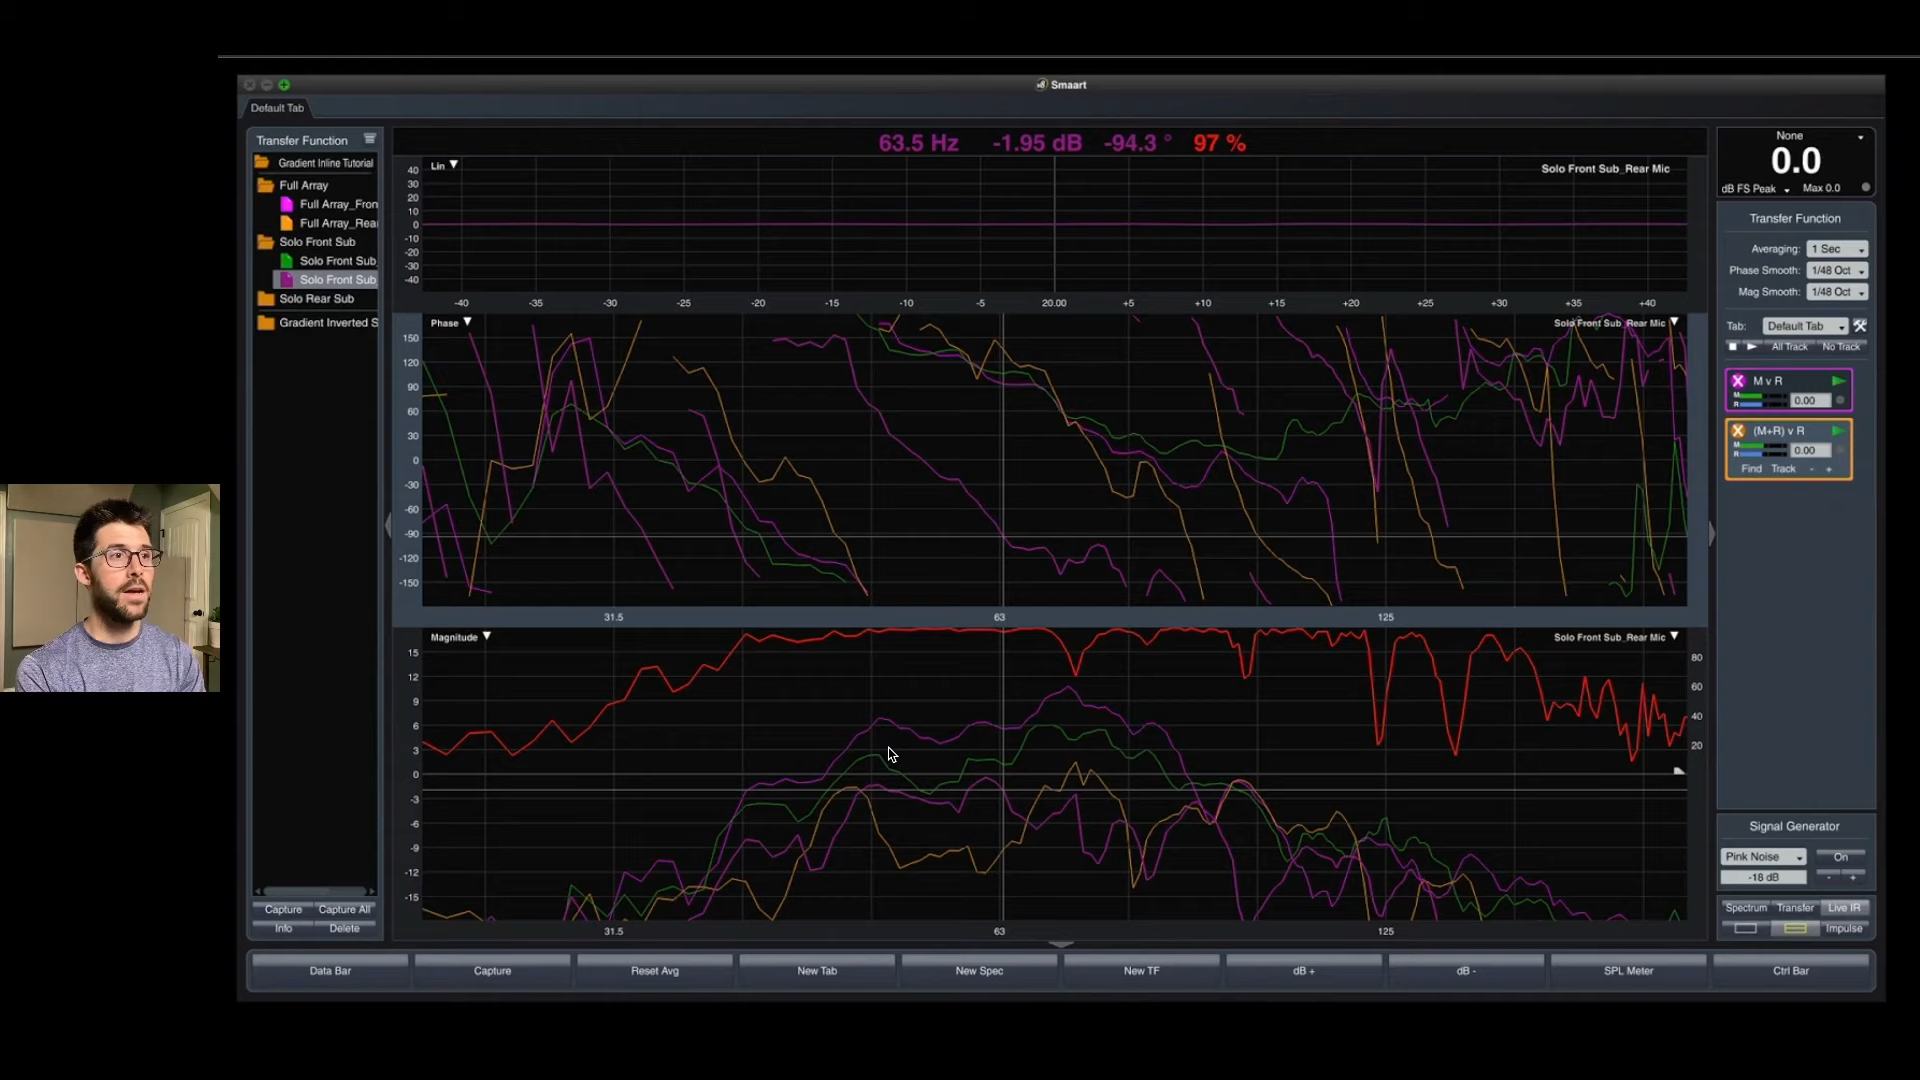 Smaart
Default Tab
Transfer Function
Gradient Inline Tutorial
Full Array
Full Array_Fron
Full Array_Rea
Solo Front Sub
Solo Front Sub_
Solo Front Sub
Solo Rear Sub
Gradient Inverted S
Capture Capture All
Info Delete
63.5 Hz -1.95 dB -94.3 ° 97 %
Lin
Solo Front Sub_Rear Mic
40
30
20
10
0
-10
-20
-30
-40
-40 -35 -30 -25 -20 -15 -10 -5 20.00 +5 +10 +15 +20 +25 +30 +35 +40
Phase
Solo Front Sub_Rear Mic
150
120
90
60
30
0
-30
-60
-90
-120
-150
31.5 63 125
Magnitude
Solo Front Sub_Rear Mic
15
12
9
6
3
0
-3
-6
-9
-12
-15
80
60
40
20
31.5 63 125
None
0.0
dB FS Peak Max 0.0
Transfer Function
Averaging: 1 Sec
Phase Smooth: 1/48 Oct
Mag Smooth: 1/48 Oct
Tab: Default Tab
All Track No Track
M v R
M
R 0.00
(M+R) v R
M
R 0.00
Find Track - +
Signal Generator
Pink Noise On
-18 dB - +
Spectrum Transfer Live IR
Impulse
Data Bar Capture Reset Avg New Tab New Spec New TF dB + dB - SPL Meter Ctrl Bar